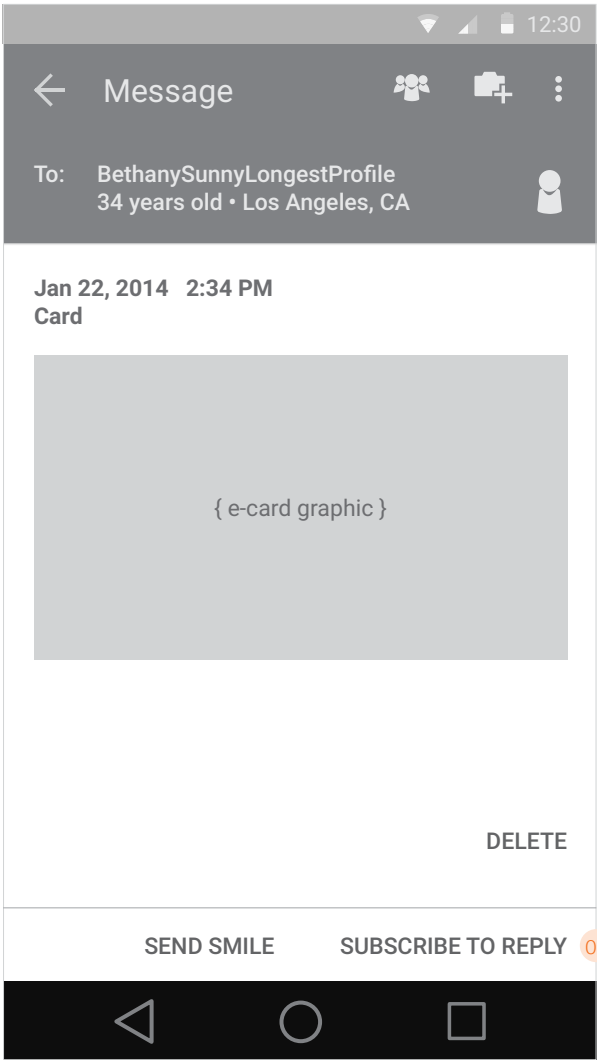 12:30
Message
To: BethanySunnyLongestProfile
34 years old • Los Angeles, CA
Jan 22, 2014 2:34 PM
Card
{ e-card graphic }
DELETE
SEND SMILE SUBSCRIBE TO REPLY 0